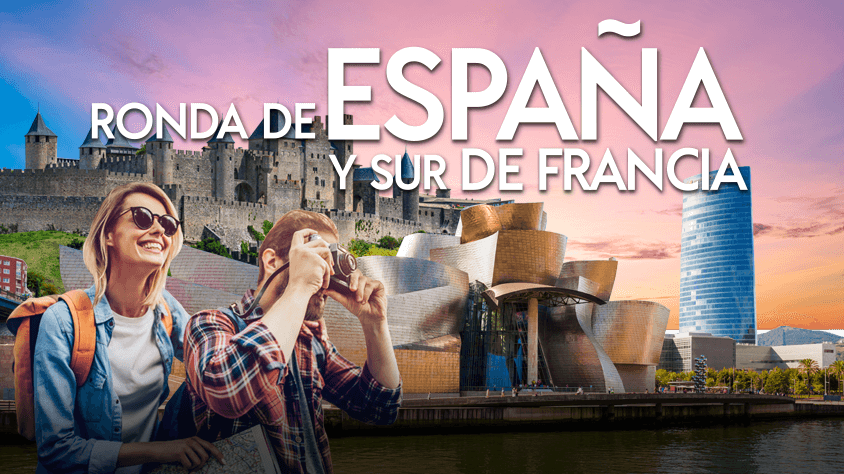 RONDA DE ESPAÑA
Y SUR DE FRANCIA